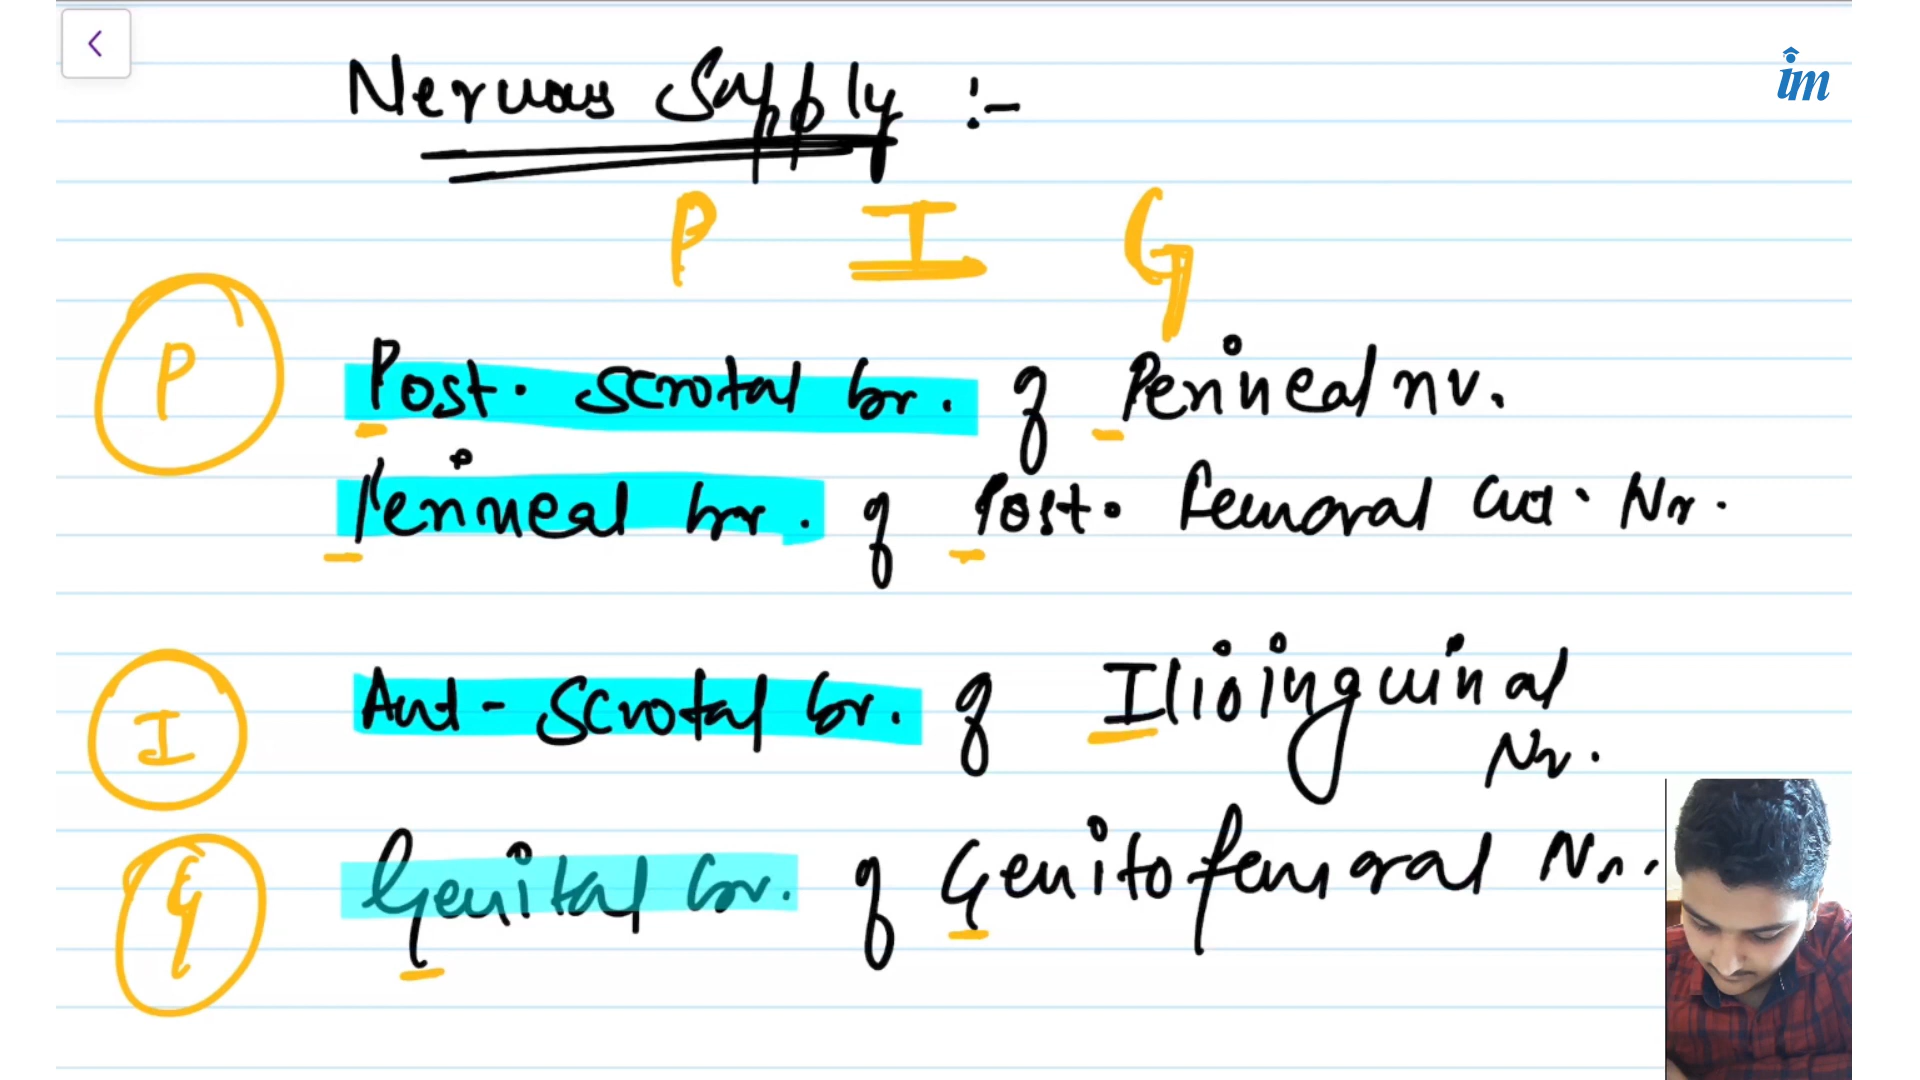 im
Nervous Supply :-
P I G
P Post. scrotal br. of Perineal nv.
Perineal br. of Post. femoral cut. Nr.
I Ant - Scrotal br. of Ilioinguinal
Nr.
G Genital br. of Genitofemoral Nr.